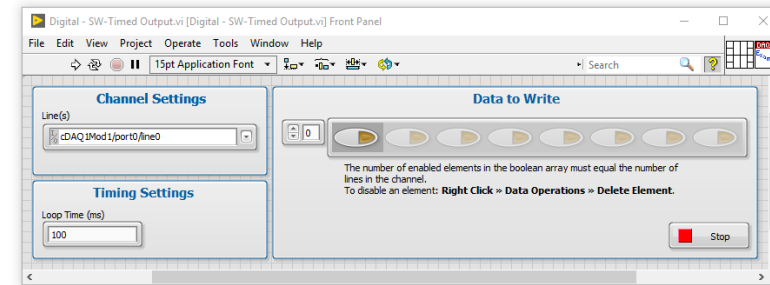 Digital - SW-Timed Output.vi [Digital - SW-Timed Output.vi] Front Panel
File Edit View Project Operate Tools Window Help
15pt Application Font
Search
DAQ
Channel Settings
Line(s)
cDAQ1Mod1/port0/line0
Timing Settings
Loop Time (ms)
100
Data to Write
0
The number of enabled elements in the boolean array must equal the number of
lines in the channel.
To disable an element: Right Click » Data Operations » Delete Element.
Stop